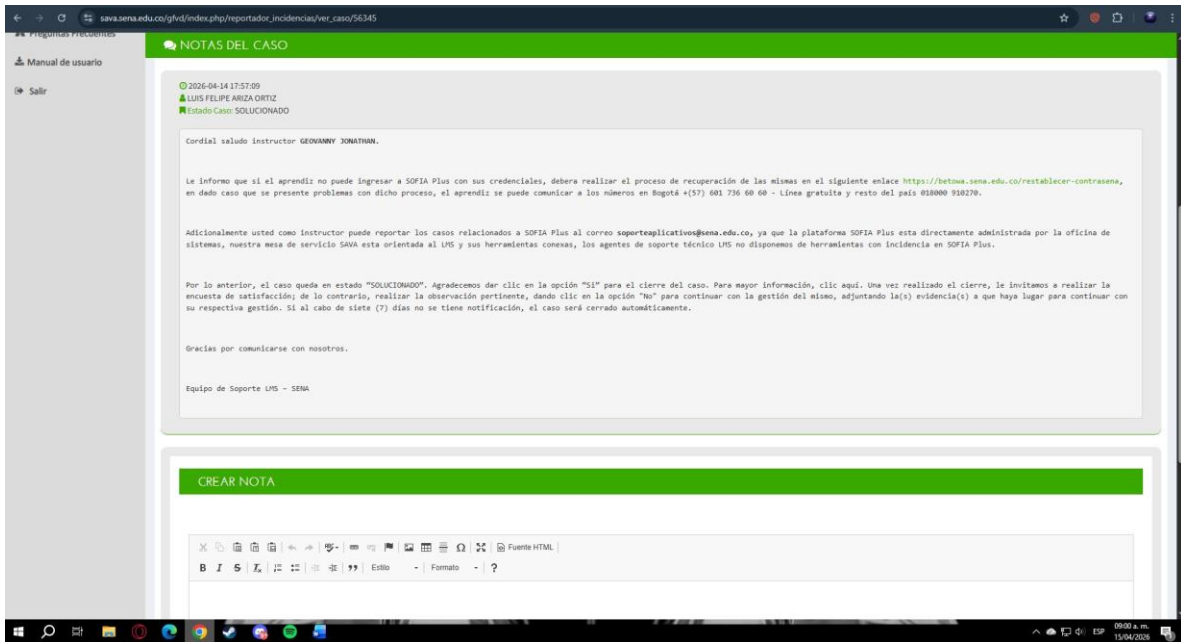 sava.sena.edu.co/gfvd/index.php/reportador_incidencias/ver_caso/56345
Preguntas Frecuentes
Manual de usuario
Salir
NOTAS DEL CASO
2026-04-14 17:57:09
LUIS FELIPE ARIZA ORTIZ
Estado Caso: SOLUCIONADO
Cordial saludo instructor GEOVANNY JONATHAN.
Le informo que si el aprendiz no puede ingresar a SOFIA Plus con sus credenciales, debera realizar el proceso de recuperación de las mismas en el siguiente enlace https://betowa.sena.edu.co/restablecer-contrasena,
en dado caso que se presente problemas con dicho proceso, el aprendiz se puede comunicar a los números en Bogotá +(57) 601 736 60 60 - Línea gratuita y resto del país 018000 910270.
Adicionalmente usted como instructor puede reportar los casos relacionados a SOFIA Plus al correo soporteaplicativos@sena.edu.co, ya que la plataforma SOFIA Plus esta directamente administrada por la oficina de
sistemas, nuestra mesa de servicio SAVA esta orientada al LMS y sus herramientas conexas, los agentes de soporte técnico LMS no disponemos de herramientas con incidencia en SOFIA Plus.
Por lo anterior, el caso queda en estado "SOLUCIONADO". Agradecemos dar clic en la opción "Si" para el cierre del caso. Para mayor información, clic aquí. Una vez realizado el cierre, le invitamos a realizar la
encuesta de satisfacción; de lo contrario, realizar la observación pertinente, dando clic en la opción "No" para continuar con la gestión del mismo, adjuntando la(s) evidencia(s) a que haya lugar para continuar con
su respectiva gestión. Si al cabo de siete (7) días no se tiene notificación, el caso será cerrado automáticamente.
Gracias por comunicarse con nosotros.
Equipo de Soporte LMS – SENA
CREAR NOTA
Fuente HTML
Estilo
Formato
ESP
09:00 a. m.
15/04/2026